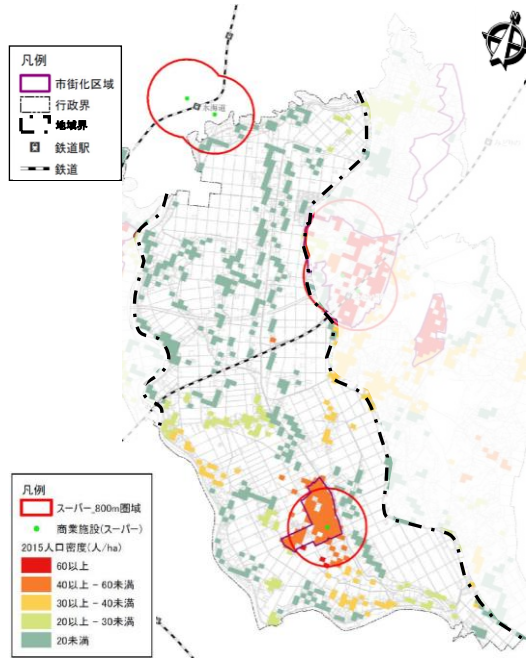 凡例
市街化区域
行政界
地域界
鉄道駅
鉄道
水海道
凡例
スーパー_800m圏域
商業施設(スーパー)
2015人口密度(人/ha)
60以上
40以上 - 60未満
30以上 - 40未満
20以上 - 30未満
20未満